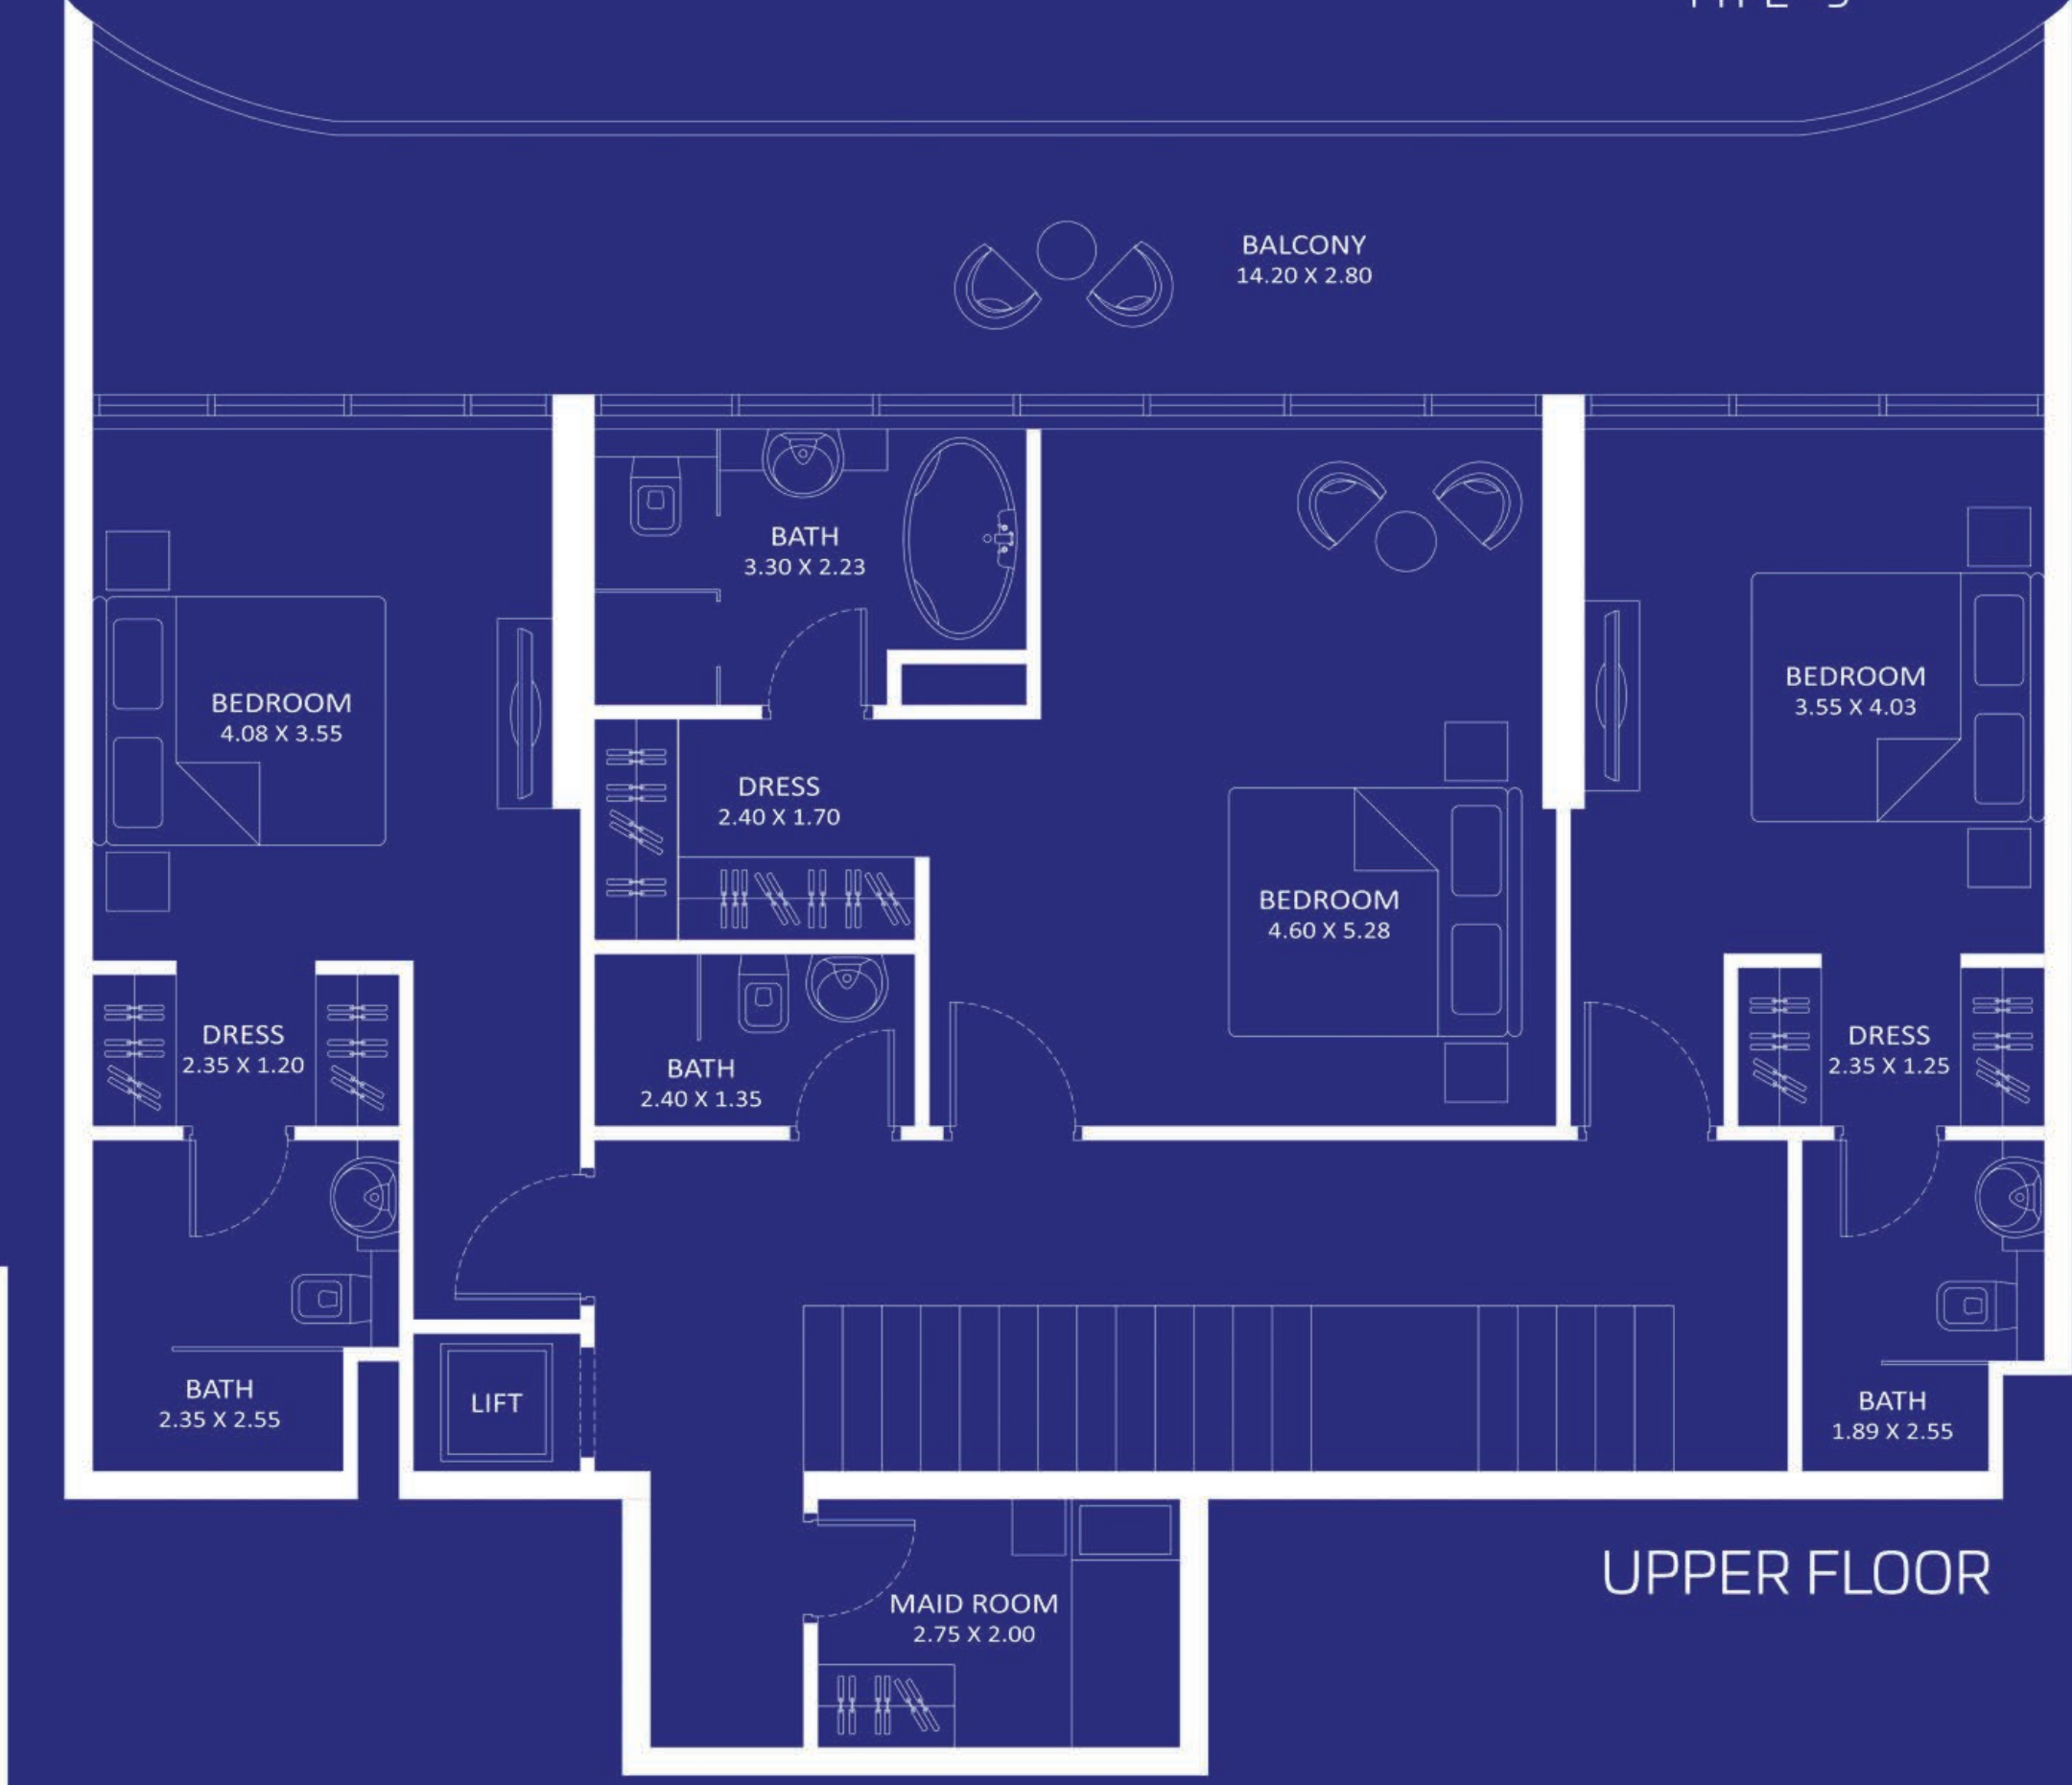 BALCONY
14.20 X 2.80
BATH
3.30 X 2.23
BEDROOM
4.08 X 3.55
BEDROOM
3.55 X 4.03
DRESS
2.40 X 1.70
BEDROOM
4.60 X 5.28
DRESS
2.35 X 1.20
BATH
2.40 X 1.35
DRESS
2.35 X 1.25
BATH
2.35 X 2.55
LIFT
BATH
1.89 X 2.55
MAID ROOM
2.75 X 2.00
UPPER FLOOR